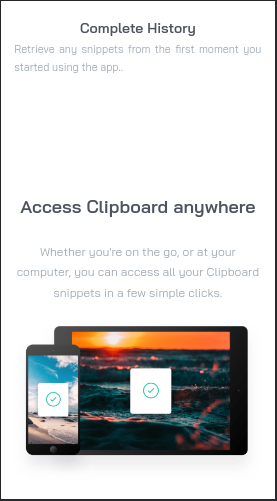 Complete History
Retrieve any snippets from the first moment you
started using the app..
Access Clipboard anywhere
Whether you're on the go, or at your
computer, you can access all your Clipboard
snippets in a few simple clicks.